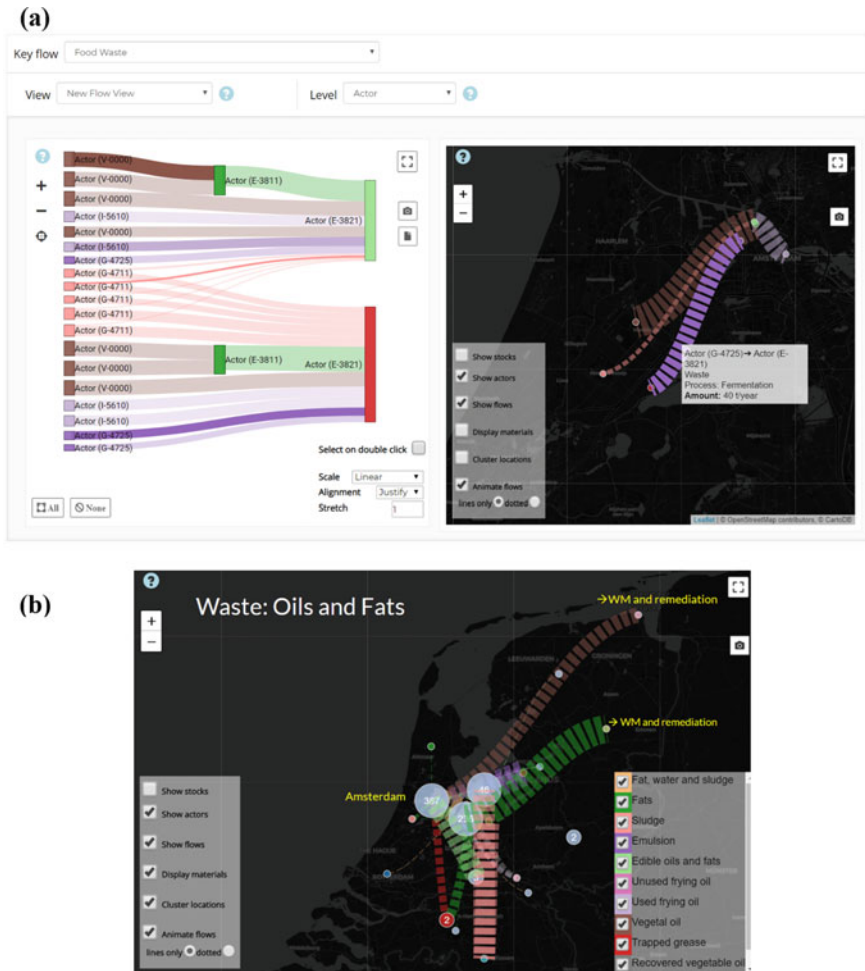 (a)
Key flow Food Waste
View New Flow View ? Level Actor ?
?
+
−
Actor (V-0000)
Actor (V-0000)
Actor (V-0000)
Actor (I-5610)
Actor (V-0000)
Actor (I-5610)
Actor (G-4725)
Actor (G-4711)
Actor (G-4711)
Actor (G-4711)
Actor (G-4711)
Actor (G-4711)
Actor (V-0000)
Actor (V-0000)
Actor (V-0000)
Actor (I-5610)
Actor (I-5610)
Actor (G-4725)
Actor (G-4725)
Actor (E-3811)
Actor (E-3821)
Actor (E-3811)
Actor (E-3821)
Select on double click
Scale Linear
Alignment Justify
Stretch 1
All None
?
+
−
HAARLEM
Actor (G-4725)➔ Actor (E-
3821)
Waste
Process: Fermentation
Amount: 40 t/year
Show stocks
Show actors
Show flows
Display materials
Cluster locations
Animate flows
lines only dotted
Leaflet | © OpenStreetMap contributors, © CartoDB
(b)
?
+
−
Waste: Oils and Fats
→WM and remediation
LEEUWARDEN
GRONINGEN
→ WM and remediation
Amsterdam
367
46
2
2
Show stocks
Show actors
Show flows
Display materials
Cluster locations
Animate flows
lines only dotted
Fat, water and sludge
Fats
Sludge
Emulsion
Edible oils and fats
Unused frying oil
Used frying oil
Vegetal oil
Trapped grease
Recovered vegetable oil